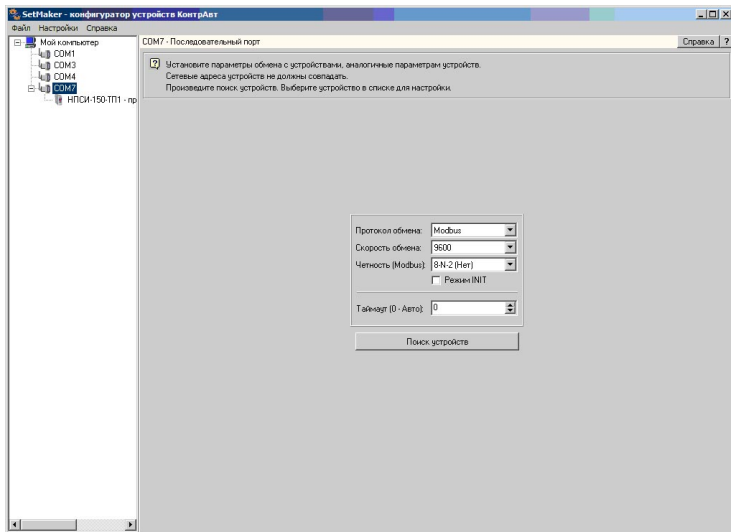 SetMaker - конфигуратор устройств КонтрАвт
Файл Настройки Справка
Мой компьютер
COM1
COM3
COM4
COM7
НПСИ-150-ТП1 - пр
COM7 - Последовательный порт
Справка ?
Установите параметры обмена с устройствами, аналогичные параметрам устройств.
Сетевые адреса устройств не должны совпадать.
Произведите поиск устройств. Выберите устройство в списке для настройки.
Протокол обмена: Modbus
Скорость обмена: 9600
Четность (Modbus): 8-N-2 (Нет)
Режим INIT
Таймаут (0 - Авто): 0
Поиск устройств